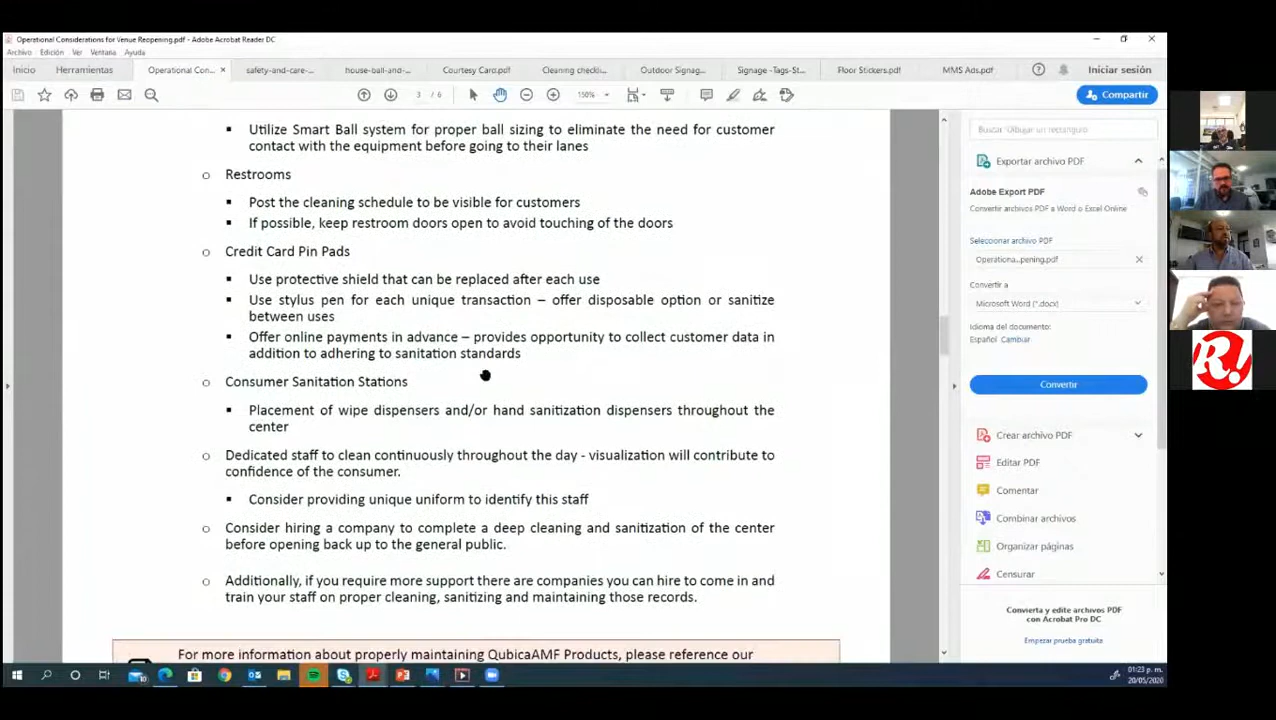 Operational Considerations for Venue Reopening.pdf - Adobe Acrobat Reader DC
Archivo Edición Ver Ventana Ayuda
Inicio Herramientas Operational Con... × safety-and-care-... house-ball-and-... Courtesy Card.pdf Cleaning checkli... Outdoor Signag... Signage -Tags-St... Floor Stickers.pdf MMS Ads.pdf Iniciar sesión
3 / 6 150% Compartir
▪ Utilize Smart Ball system for proper ball sizing to eliminate the need for customer
contact with the equipment before going to their lanes
o Restrooms
▪ Post the cleaning schedule to be visible for customers
▪ If possible, keep restroom doors open to avoid touching of the doors
o Credit Card Pin Pads
▪ Use protective shield that can be replaced after each use
▪ Use stylus pen for each unique transaction – offer disposable option or sanitize
between uses
▪ Offer online payments in advance – provides opportunity to collect customer data in
addition to adhering to sanitation standards
o Consumer Sanitation Stations
▪ Placement of wipe dispensers and/or hand sanitization dispensers throughout the
center
o Dedicated staff to clean continuously throughout the day - visualization will contribute to
confidence of the consumer.
▪ Consider providing unique uniform to identify this staff
o Consider hiring a company to complete a deep cleaning and sanitization of the center
before opening back up to the general public.
o Additionally, if you require more support there are companies you can hire to come in and
train your staff on proper cleaning, sanitizing and maintaining those records.
For more information about properly maintaining QubicaAMF Products, please reference our
Buscar: 'Dibujar un rectángulo'
Exportar archivo PDF
Adobe Export PDF
Convertir archivos PDF a Word o Excel Online
Seleccionar archivo PDF
Operationa...pening.pdf ×
Convertir a
Microsoft Word (*.docx)
Idioma del documento:
Español Cambiar
Convertir
Crear archivo PDF
Editar PDF
Comentar
Combinar archivos
Organizar páginas
Censurar
Convierta y edite archivos PDF
con Acrobat Pro DC
Empezar prueba gratuita
R!
01:23 p. m.
20/05/2020